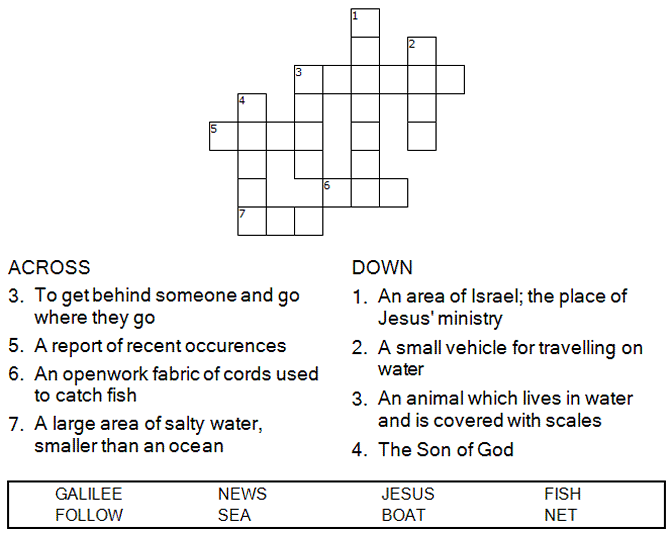 1
2
3
4
5
6
7
ACROSS
3. To get behind someone and go
where they go
5. A report of recent occurences
6. An openwork fabric of cords used
to catch fish
7. A large area of salty water,
smaller than an ocean
DOWN
1. An area of Israel; the place of
Jesus' ministry
2. A small vehicle for travelling on
water
3. An animal which lives in water
and is covered with scales
4. The Son of God
GALILEE NEWS JESUS FISH
FOLLOW SEA BOAT NET